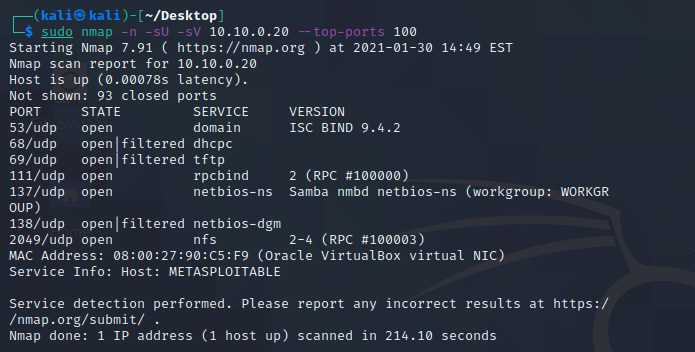 ┌──(kali㉿kali)-[~/Desktop]
└─$ sudo nmap -n -sU -sV 10.10.0.20 --top-ports 100
Starting Nmap 7.91 ( https://nmap.org ) at 2021-01-30 14:49 EST
Nmap scan report for 10.10.0.20
Host is up (0.00078s latency).
Not shown: 93 closed ports
PORT     STATE         SERVICE     VERSION
53/udp   open          domain      ISC BIND 9.4.2
68/udp   open|filtered dhcpc
69/udp   open|filtered tftp
111/udp  open          rpcbind     2 (RPC #100000)
137/udp  open          netbios-ns  Samba nmbd netbios-ns (workgroup: WORKGR
OUP)
138/udp  open|filtered netbios-dgm
2049/udp open          nfs         2-4 (RPC #100003)
MAC Address: 08:00:27:90:C5:F9 (Oracle VirtualBox virtual NIC)
Service Info: Host: METASPLOITABLE

Service detection performed. Please report any incorrect results at https:/
/nmap.org/submit/ .
Nmap done: 1 IP address (1 host up) scanned in 214.10 seconds